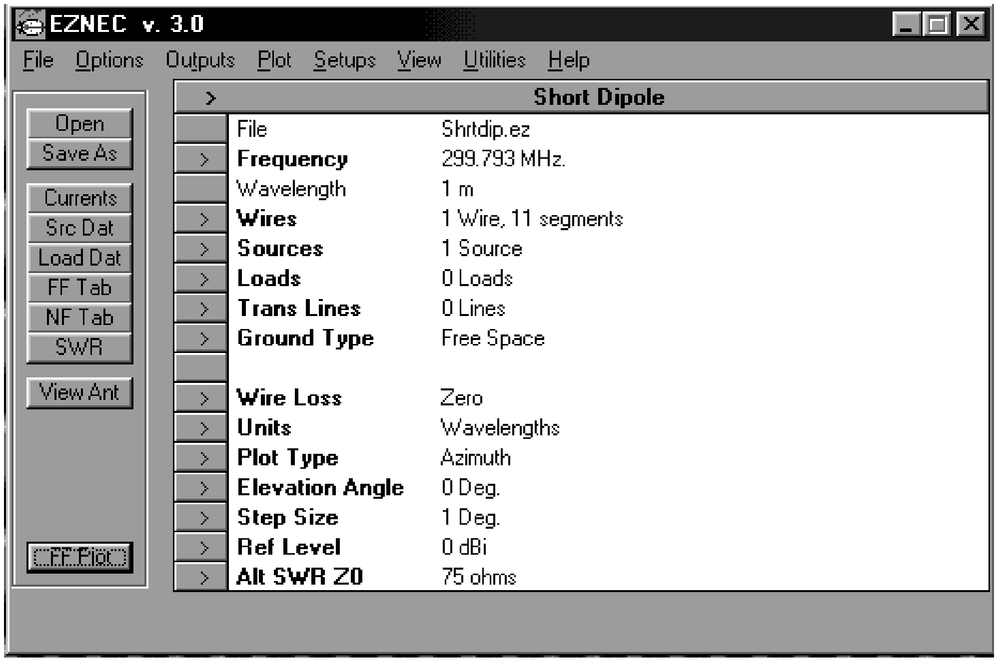 EZNEC v. 3.0
File Options Outputs Plot Setups View Utilities Help
Open
Save As
Currents
Src Dat
Load Dat
FF Tab
NF Tab
SWR
View Ant
FF Plot
> Short Dipole
File Shrtdip.ez
> Frequency 299.793 MHz.
Wavelength 1 m
> Wires 1 Wire, 11 segments
> Sources 1 Source
> Loads 0 Loads
> Trans Lines 0 Lines
> Ground Type Free Space
> Wire Loss Zero
> Units Wavelengths
> Plot Type Azimuth
> Elevation Angle 0 Deg.
> Step Size 1 Deg.
> Ref Level 0 dBi
> Alt SWR Z0 75 ohms